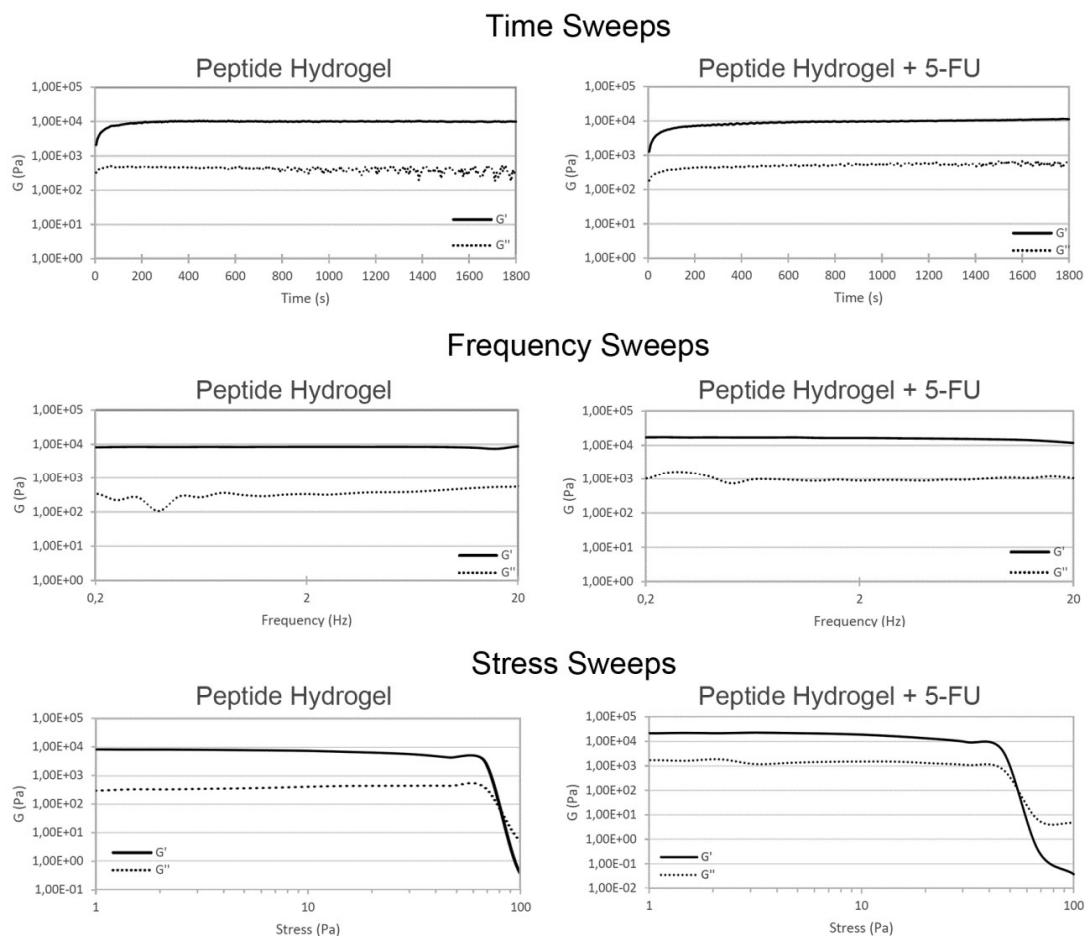 Time Sweeps
Peptide Hydrogel
1,00E+05
1,00E+04
1,00E+03
1,00E+02
1,00E+01
1,00E+00
G (Pa)
G'
G''
0 200 400 600 800 1000 1200 1400 1600 1800
Time (s)
Peptide Hydrogel + 5-FU
1,00E+05
1,00E+04
1,00E+03
1,00E+02
1,00E+01
1,00E+00
G (Pa)
G'
G''
0 200 400 600 800 1000 1200 1400 1600 1800
Time (s)
Frequency Sweeps
Peptide Hydrogel
1,00E+05
1,00E+04
1,00E+03
1,00E+02
1,00E+01
1,00E+00
G (Pa)
G'
G''
0,2 2 20
Frequency (Hz)
Peptide Hydrogel + 5-FU
1,00E+05
1,00E+04
1,00E+03
1,00E+02
1,00E+01
1,00E+00
G (Pa)
G'
G''
0,2 2 20
Frequency (Hz)
Stress Sweeps
Peptide Hydrogel
1,00E+05
1,00E+04
1,00E+03
1,00E+02
1,00E+01
1,00E+00
1,00E-01
G (Pa)
G'
G''
1 10 100
Stress (Pa)
Peptide Hydrogel + 5-FU
1,00E+05
1,00E+04
1,00E+03
1,00E+02
1,00E+01
1,00E+00
1,00E-01
1,00E-02
G (Pa)
G'
G''
1 10 100
Stress (Pa)